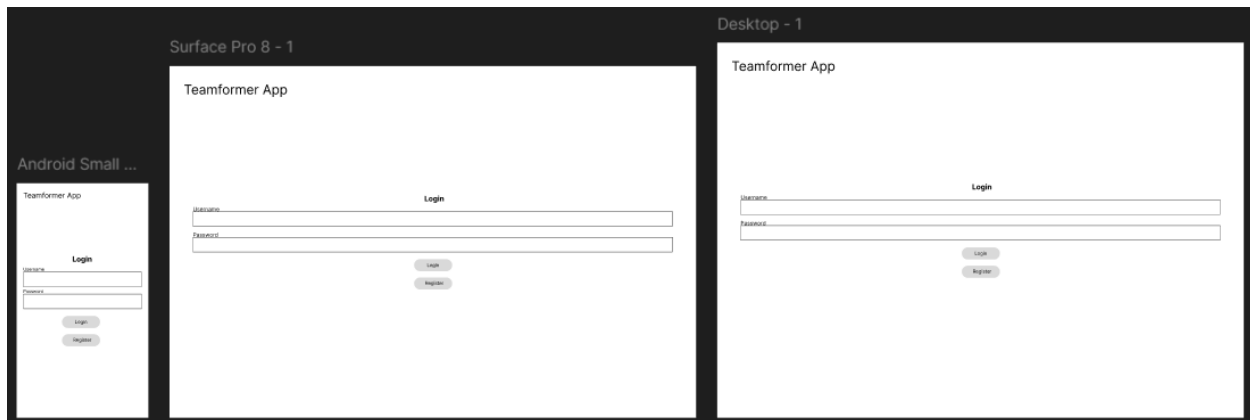 Android Small ...
Teamformer App
Login
Username
Password
Login
Register
Surface Pro 8 - 1
Teamformer App
Login
Username
Password
Login
Register
Desktop - 1
Teamformer App
Login
Username
Password
Login
Register